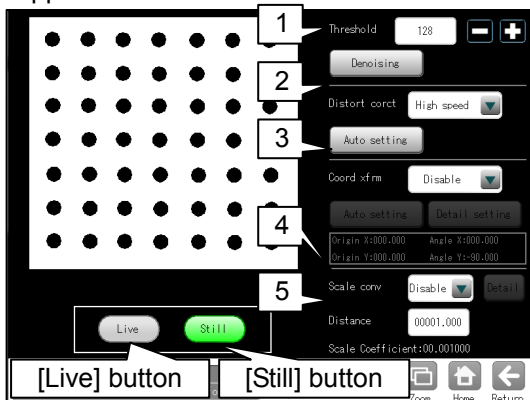 1
Threshold 128
Denoising
2
Distort corct High speed
3
Auto setting
Coord xfrm Disable
Auto setting Detail setting
4
Origin X:000.000 Angle X:000.000
Origin Y:000.000 Angle Y:-90.000
5
Scale conv Disable Detail
Distance 00001.000
Scale Coefficient:00.001000
Live Still
[Live] button [Still] button
Zoom Home Return